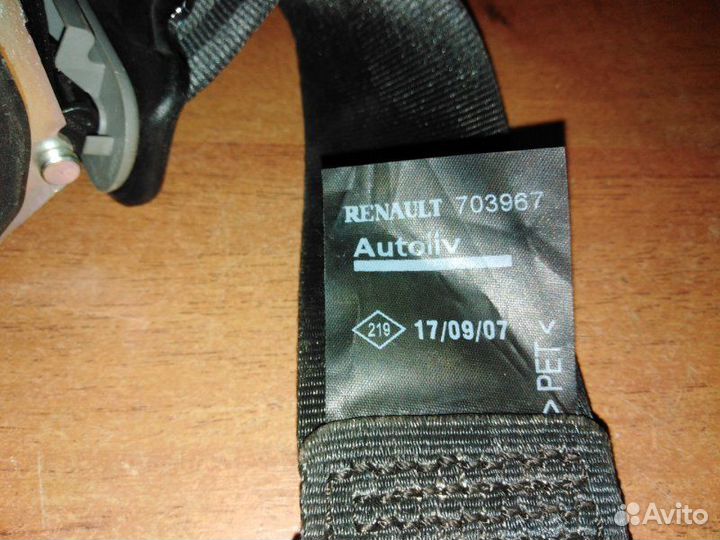 RENAULT 703967
Autoliv
219 17/09/07
>PET<
Avito